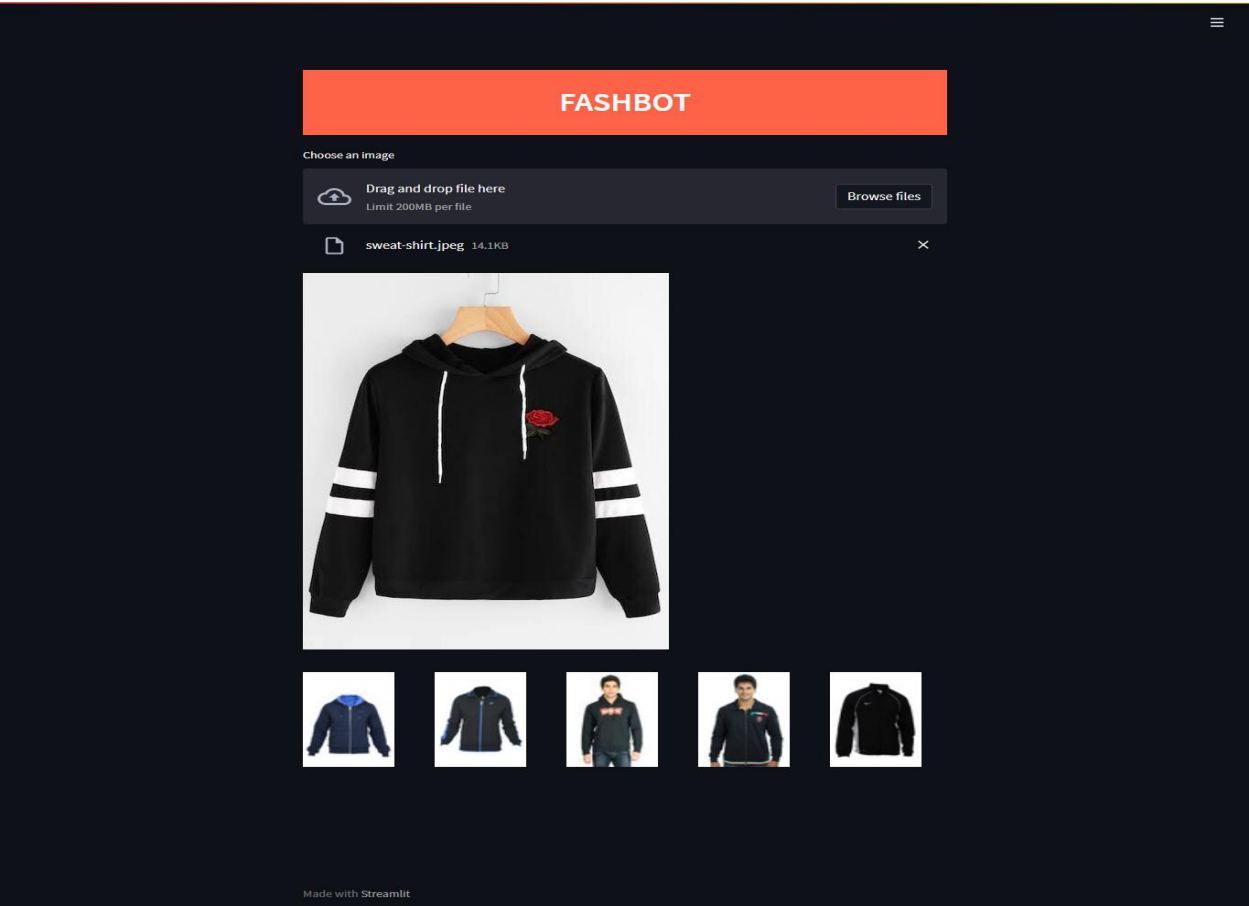 FASHBOT
Choose an image
Drag and drop file here
Limit 200MB per file
Browse files
sweat-shirt.jpeg 14.1KB
Made with Streamlit